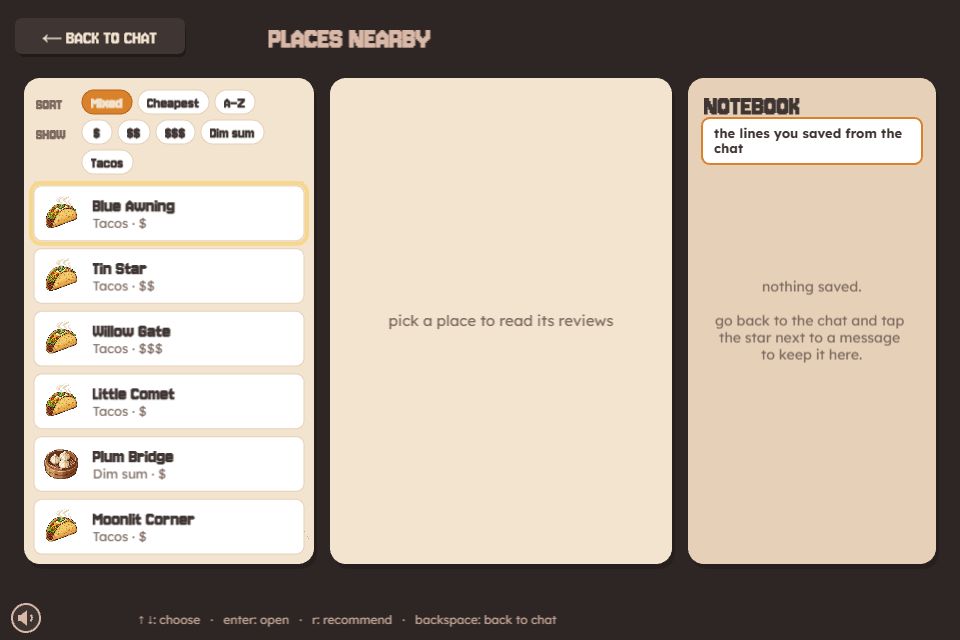 ← BACK TO CHAT
PLACES NEARBY
SORT Mixed Cheapest A-Z
SHOW $ $$ $$$ Dim sum
Tacos
Blue Awning
Tacos · $
Tin Star
Tacos · $$
Willow Gate
Tacos · $$$
Little Comet
Tacos · $
Plum Bridge
Dim sum · $
Moonlit Corner
Tacos · $
pick a place to read its reviews
NOTEBOOK
the lines you saved from the
chat
nothing saved.
go back to the chat and tap
the star next to a message
to keep it here.
↑ ↓: choose · enter: open · r: recommend · backspace: back to chat